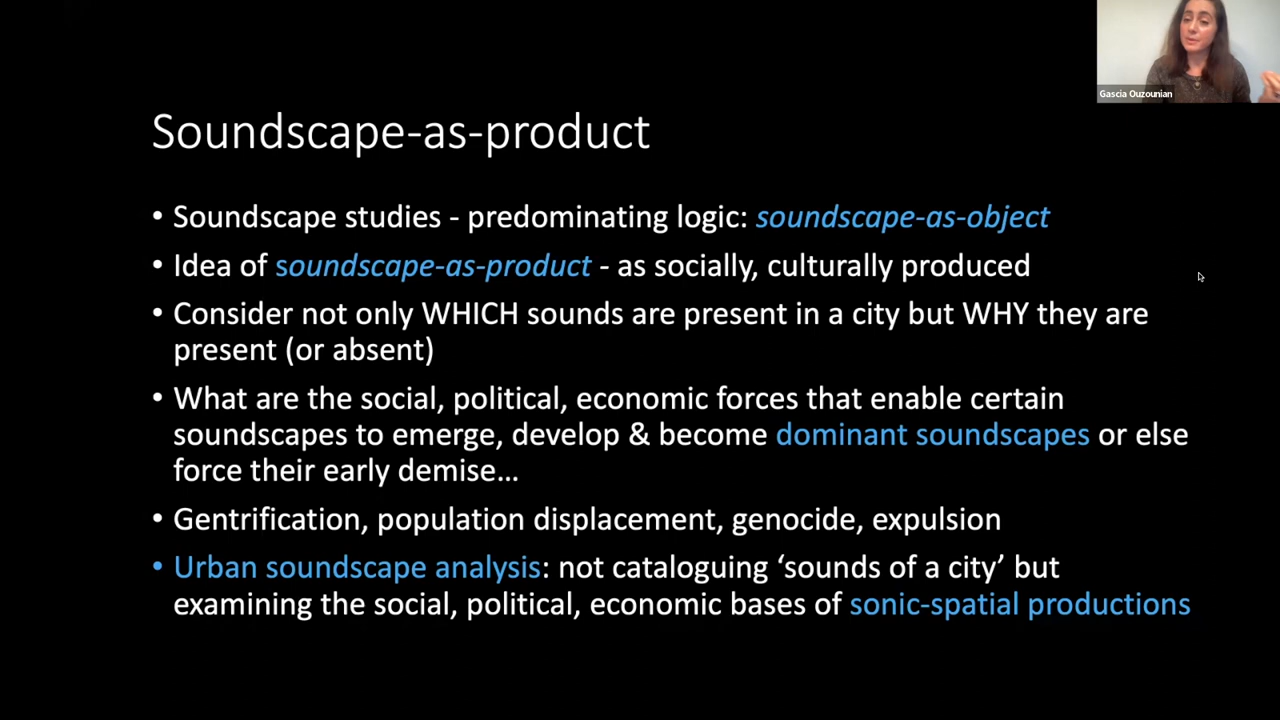 Gascia Ouzounian
Soundscape-as-product
• Soundscape studies - predominating logic: soundscape-as-object
• Idea of soundscape-as-product - as socially, culturally produced
• Consider not only WHICH sounds are present in a city but WHY they are
present (or absent)
• What are the social, political, economic forces that enable certain
soundscapes to emerge, develop & become dominant soundscapes or else
force their early demise…
• Gentrification, population displacement, genocide, expulsion
• Urban soundscape analysis: not cataloguing ‘sounds of a city’ but
examining the social, political, economic bases of sonic-spatial productions